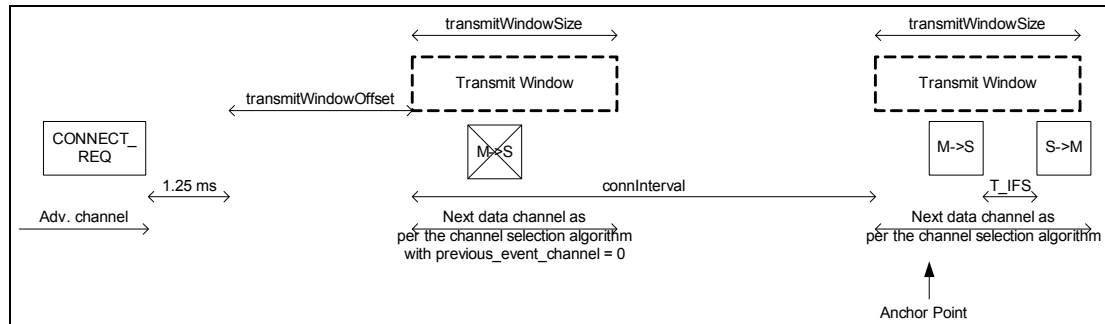 transmitWindowSize
transmitWindowSize
Transmit Window
Transmit Window
transmitWindowOffset
CONNECT_
REQ
M->S
M->S
S->M
1.25 ms
connInterval
T_IFS
Adv. channel
Next data channel as
per the channel selection algorithm
with previous_event_channel = 0
Next data channel as
per the channel selection algorithm
Anchor Point